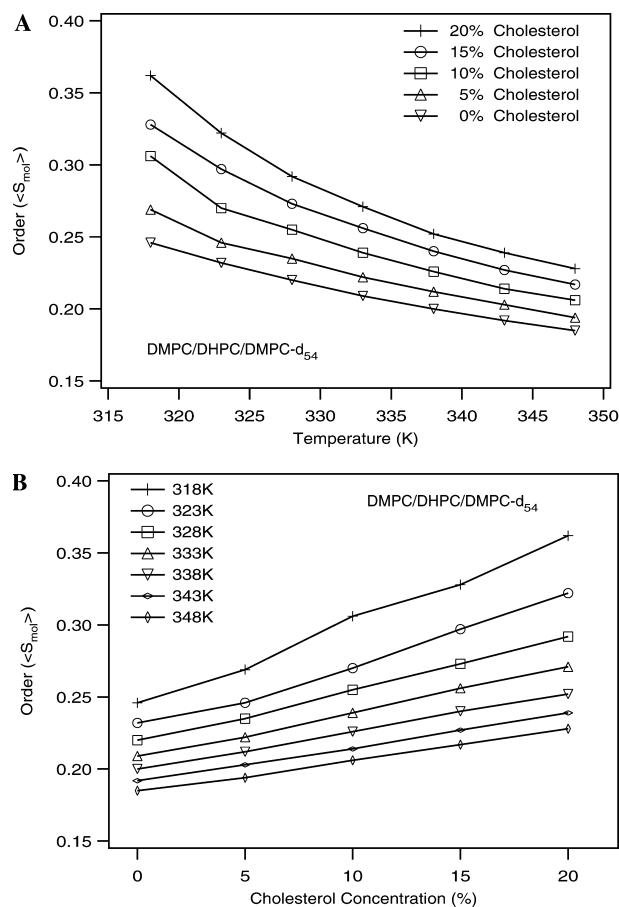 A
0.40
0.35
0.30
0.25
0.20
0.15
Order (<Smol>)
20% Cholesterol
15% Cholesterol
10% Cholesterol
5% Cholesterol
0% Cholesterol
DMPC/DHPC/DMPC-d54
315 320 325 330 335 340 345 350
Temperature (K)
B
0.40
0.35
0.30
0.25
0.20
0.15
Order (<Smol>)
318K
323K
328K
333K
338K
343K
348K
DMPC/DHPC/DMPC-d54
0 5 10 15 20
Cholesterol Concentration (%)